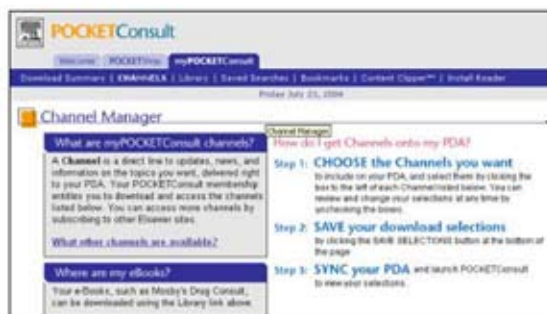 POCKETConsult
Welcome POCKETShop myPOCKETConsult
Download Summary | CHANNELS | Library | Saved Searches | Bookmarks | Content Clipper™ | Install Reader
Friday July 23, 2004
Channel Manager
Channel Manager
What are myPOCKETConsult channels?
A Channel is a direct line to updates, news, and
information on the topics you want, delivered right
to your PDA. Your POCKETConsult membership
entitles you to download and access the channels
listed below. You can access more channels by
subscribing to other Elsevier sites.
What other channels are available?
Where are my eBooks?
Your e-Books, such as Mosby's Drug Consult,
can be downloaded using the Library link above.
How do I get Channels onto my PDA?
Step 1: CHOOSE the Channels you want
to include on your PDA, and select them by clicking the
box to the left of each Channel listed below. You can
review and change your selections at any time by
unchecking the boxes.
Step 2: SAVE your download selections
by clicking the SAVE SELECTIONS button at the bottom of
the page
Step 3: SYNC your PDA and launch POCKETConsult
to view your selections.